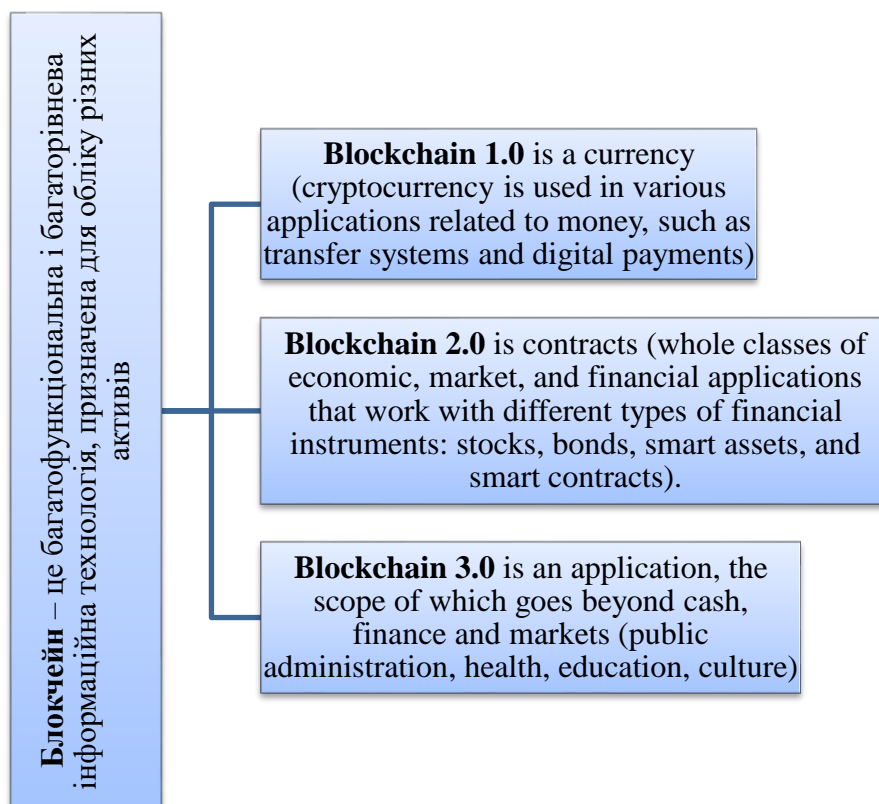 Блокчейн – це багатофункціональна і багаторівнева
інформаційна технологія, призначена для обліку різних
активів
Blockchain 1.0 is a currency
(cryptocurrency is used in various
applications related to money, such as
transfer systems and digital payments)
Blockchain 2.0 is contracts (whole classes of
economic, market, and financial applications
that work with different types of financial
instruments: stocks, bonds, smart assets, and
smart contracts).
Blockchain 3.0 is an application, the
scope of which goes beyond cash,
finance and markets (public
administration, health, education, culture)